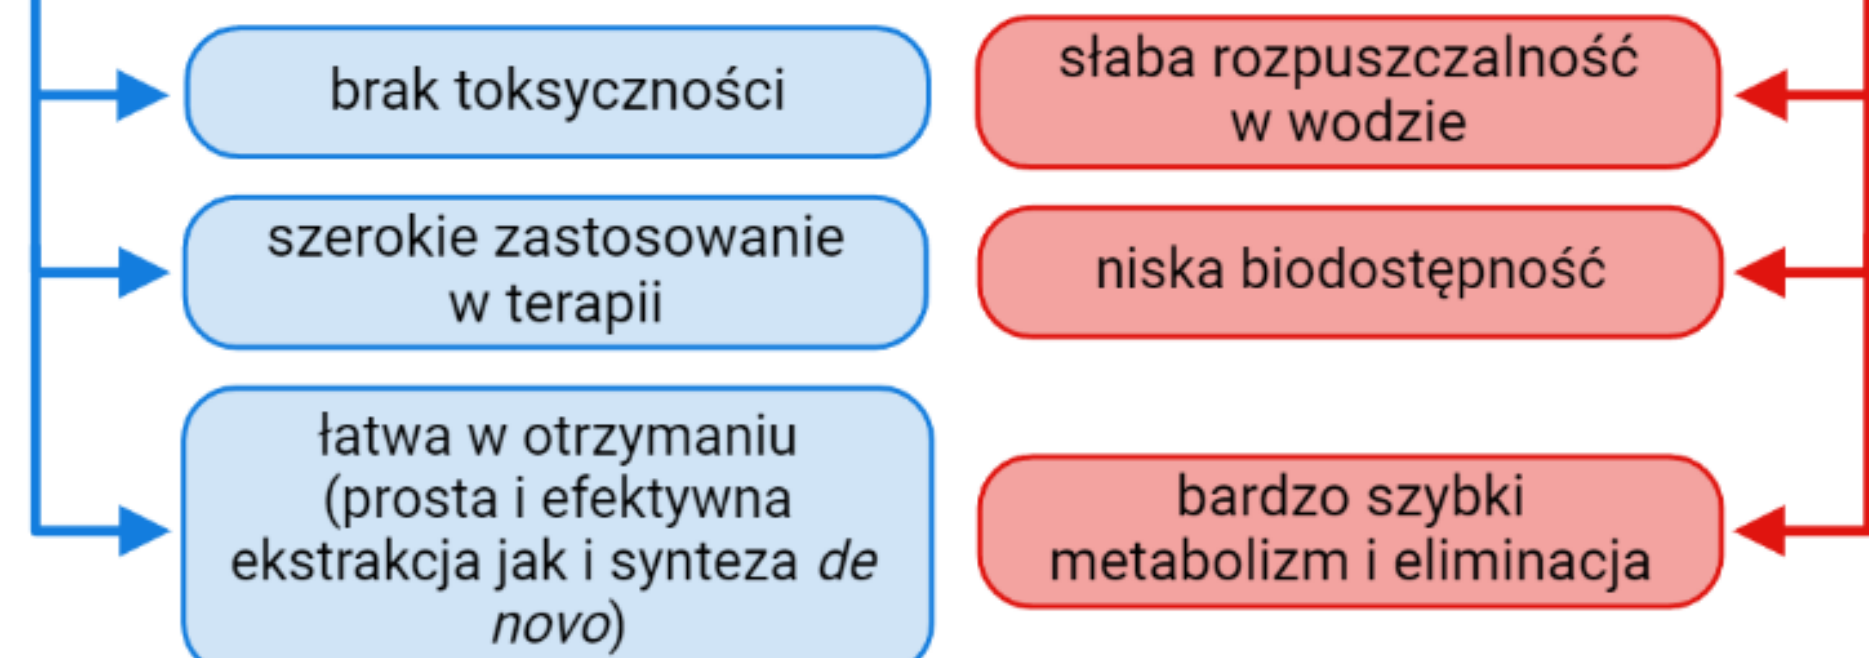 brak toksyczności
szerokie zastosowanie
w terapii
łatwa w otrzymaniu
(prosta i efektywna
ekstrakcja jak i synteza de
novo)
słaba rozpuszczalność
w wodzie
niska biodostępność
bardzo szybki
metabolizm i eliminacja